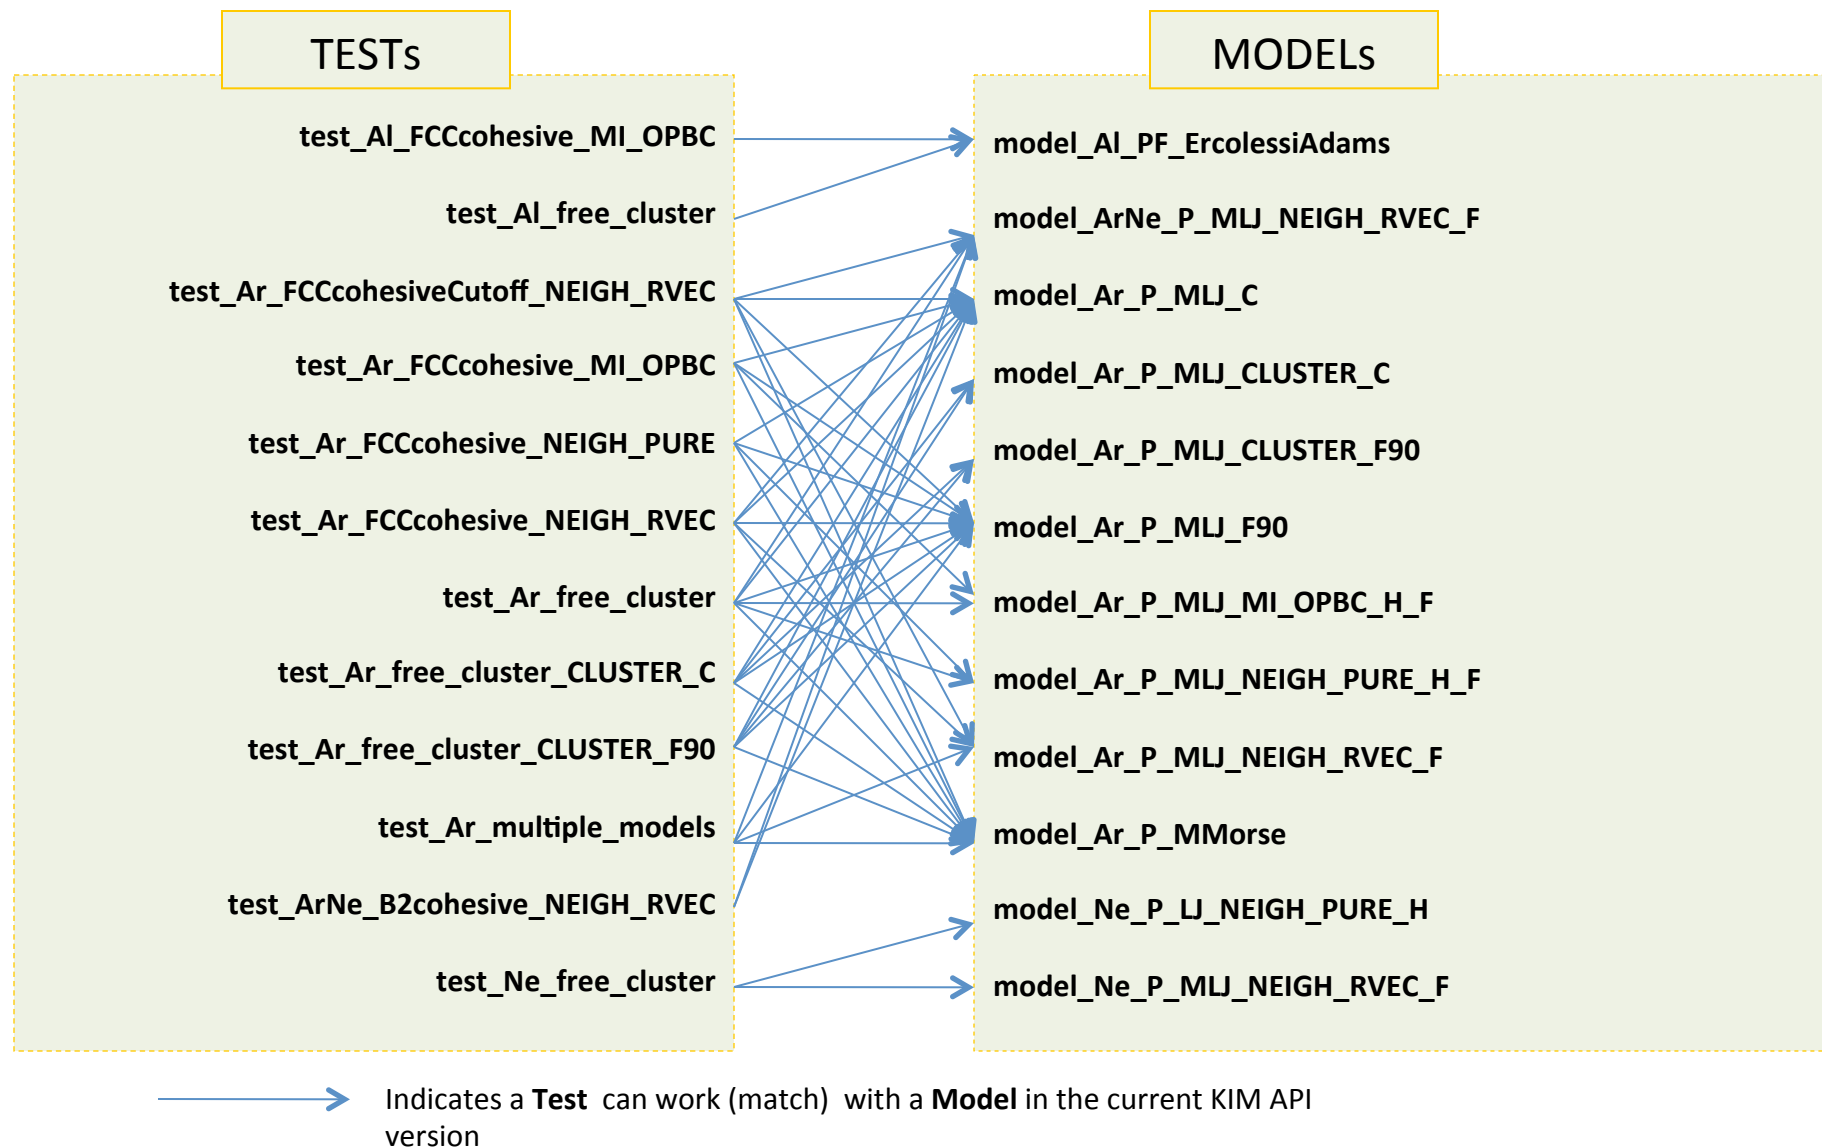 TESTs
test_Al_FCCcohesive_MI_OPBC
test_Al_free_cluster
test_Ar_FCCcohesiveCutoff_NEIGH_RVEC
test_Ar_FCCcohesive_MI_OPBC
test_Ar_FCCcohesive_NEIGH_PURE
test_Ar_FCCcohesive_NEIGH_RVEC
test_Ar_free_cluster
test_Ar_free_cluster_CLUSTER_C
test_Ar_free_cluster_CLUSTER_F90
test_Ar_multiple_models
test_ArNe_B2cohesive_NEIGH_RVEC
test_Ne_free_cluster
MODELs
model_Al_PF_ErcolessiAdams
model_ArNe_P_MLJ_NEIGH_RVEC_F
model_Ar_P_MLJ_C
model_Ar_P_MLJ_CLUSTER_C
model_Ar_P_MLJ_CLUSTER_F90
model_Ar_P_MLJ_F90
model_Ar_P_MLJ_MI_OPBC_H_F
model_Ar_P_MLJ_NEIGH_PURE_H_F
model_Ar_P_MLJ_NEIGH_RVEC_F
model_Ar_P_MMorse
model_Ne_P_LJ_NEIGH_PURE_H
model_Ne_P_MLJ_NEIGH_RVEC_F
Indicates a Test can work (match) with a Model in the current KIM API
version